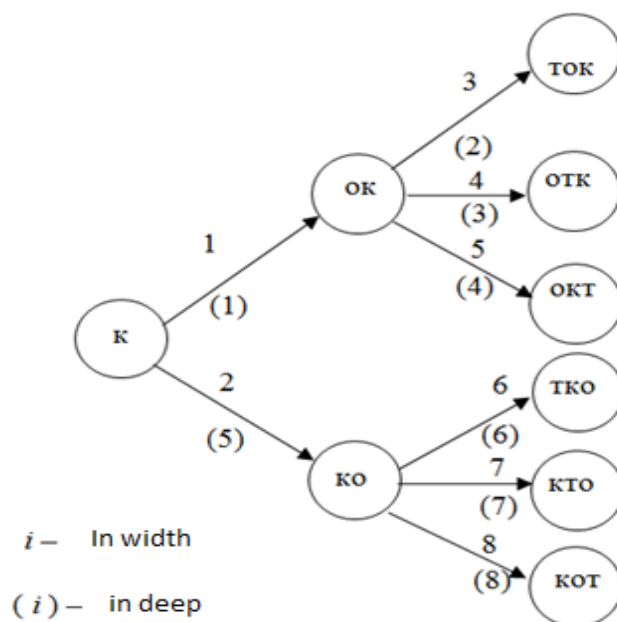 3
ток
(2)
ок
4
отк
(3)
1
5
(4)
окт
(1)
к
2
6
тко
(5)
(6)
ко
7
кто
(7)
i – In width
8
(8)
кот
(i) – in deep